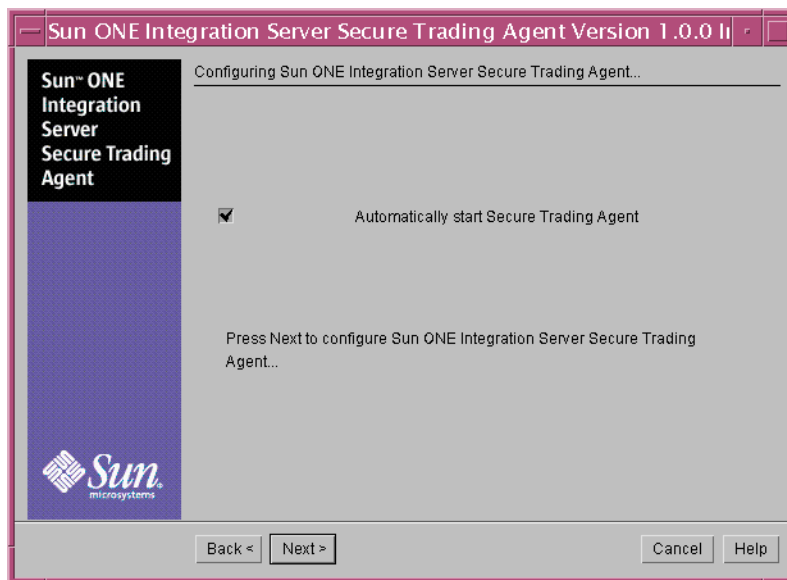 Sun ONE Integration Server Secure Trading Agent Version 1.0.0 I
Sun™ ONE
Integration
Server
Secure Trading
Agent
Configuring Sun ONE Integration Server Secure Trading Agent...
Automatically start Secure Trading Agent
Press Next to configure Sun ONE Integration Server Secure Trading
Agent...
Sun.
microsystems
Back <
Next >
Cancel
Help